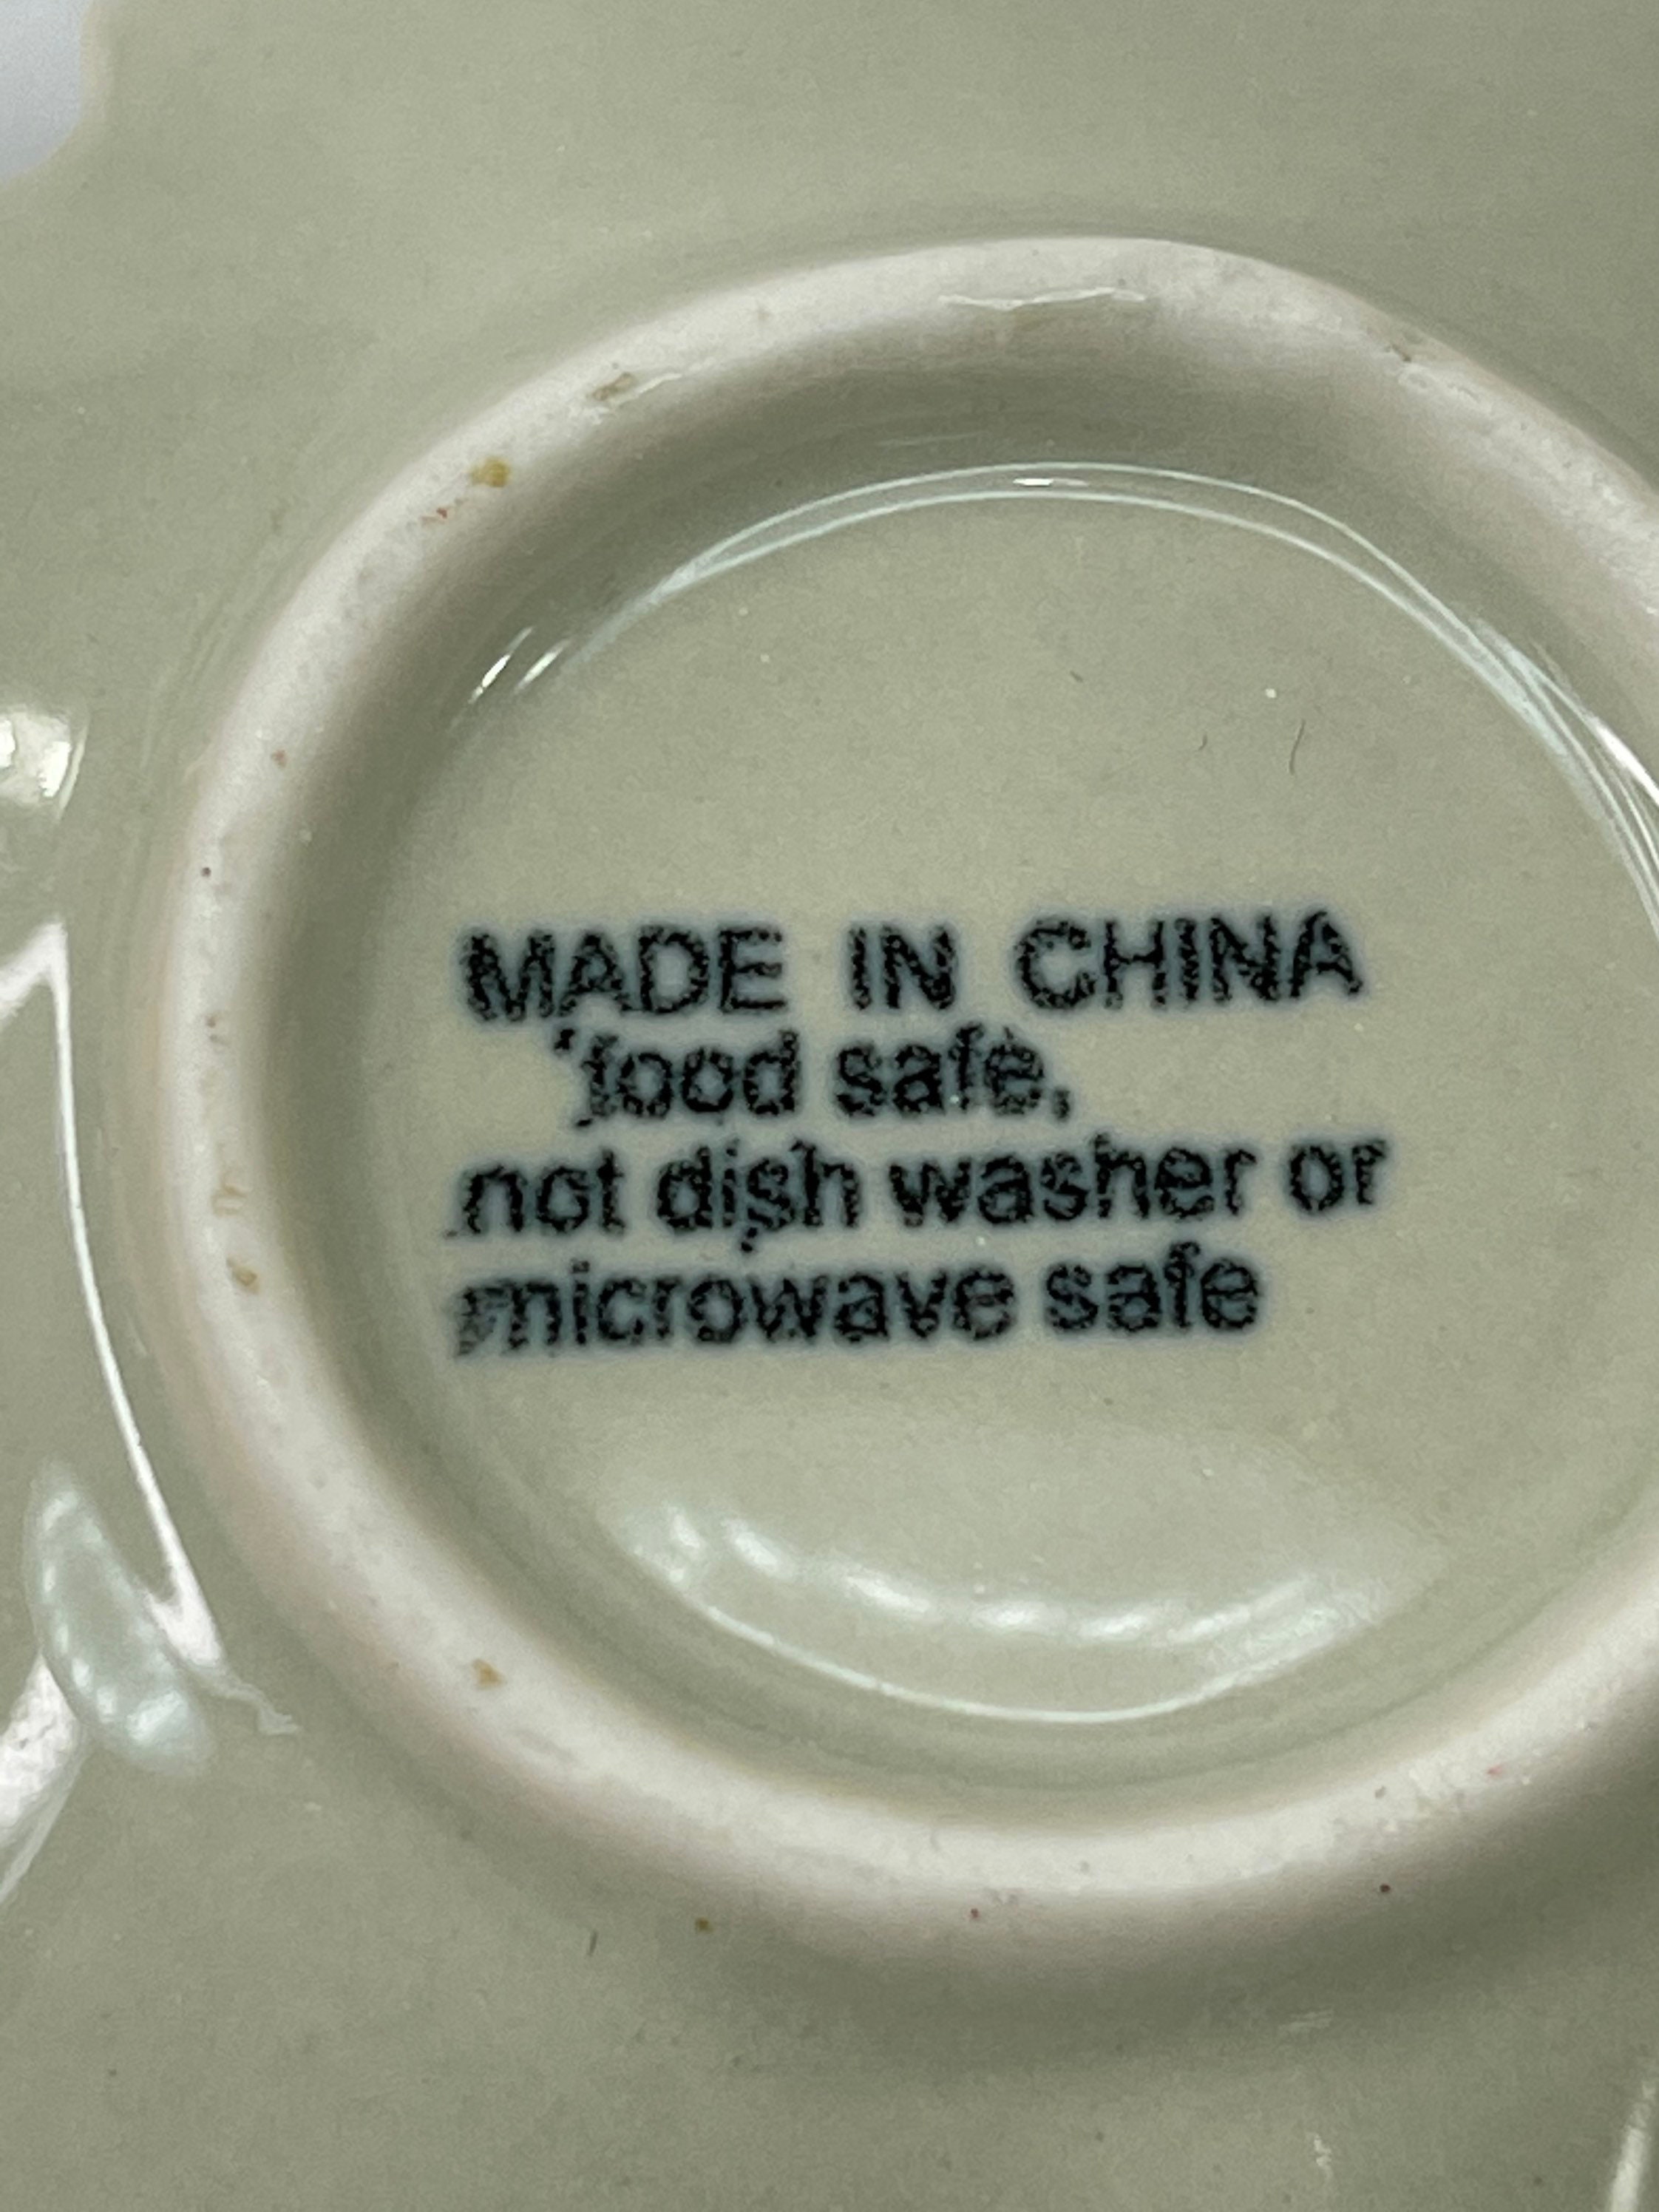 MADE IN CHINA
food safe,
not dish washer or
microwave safe